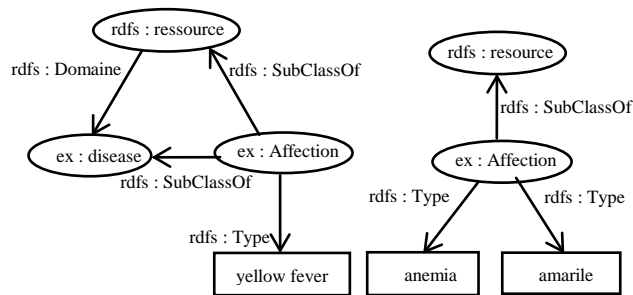 rdfs : ressource
rdfs : Domaine
rdfs : SubClassOf
ex : disease
ex : Affection
rdfs : SubClassOf
rdfs : Type
yellow fever
rdfs : resource
rdfs : SubClassOf
ex : Affection
rdfs : Type
rdfs : Type
anemia
amarile